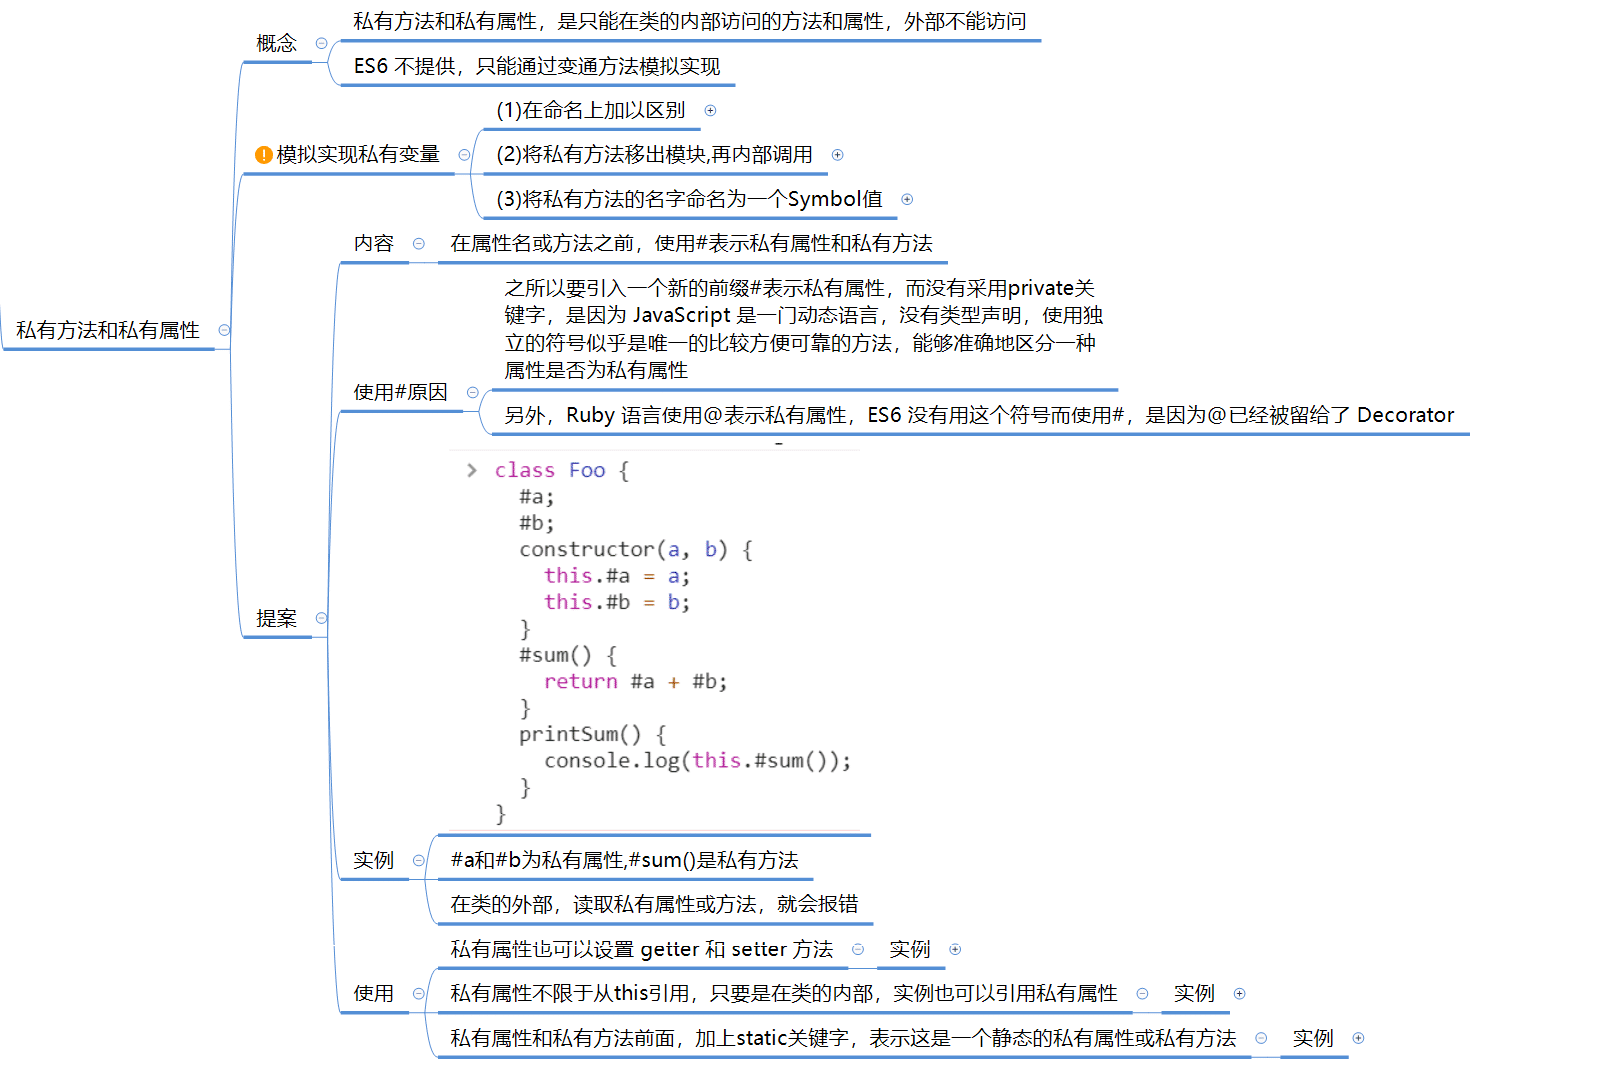 私有方法和私有属性
概念
私有方法和私有属性，是只能在类的内部访问的方法和属性，外部不能访问
ES6 不提供，只能通过变通方法模拟实现
模拟实现私有变量
(1)在命名上加以区别
(2)将私有方法移出模块,再内部调用
(3)将私有方法的名字命名为一个Symbol值
提案
内容
在属性名或方法之前，使用#表示私有属性和私有方法
使用#原因
之所以要引入一个新的前缀#表示私有属性，而没有采用private关
键字，是因为 JavaScript 是一门动态语言，没有类型声明，使用独
立的符号似乎是唯一的比较方便可靠的方法，能够准确地区分一种
属性是否为私有属性
另外，Ruby 语言使用@表示私有属性，ES6 没有用这个符号而使用#，是因为@已经被留给了 Decorator
实例
> class Foo {
#a;
#b;
constructor(a, b) {
this.#a = a;
this.#b = b;
}
#sum() {
return #a + #b;
}
printSum() {
console.log(this.#sum());
}
}
#a和#b为私有属性,#sum()是私有方法
在类的外部，读取私有属性或方法，就会报错
使用
私有属性也可以设置 getter 和 setter 方法
实例
私有属性不限于从this引用，只要是在类的内部，实例也可以引用私有属性
实例
私有属性和私有方法前面，加上static关键字，表示这是一个静态的私有属性或私有方法
实例